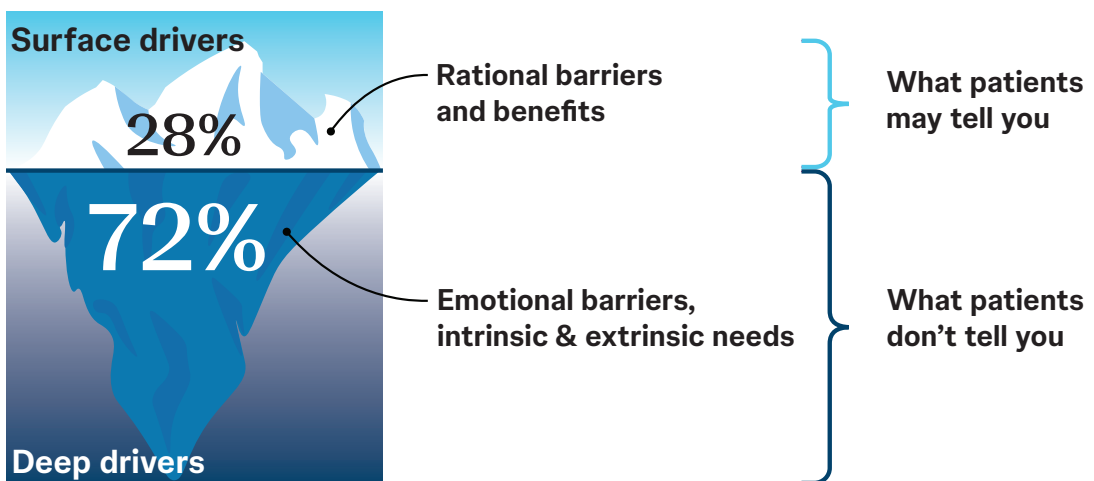 Surface drivers
28%
Rational barriers
and benefits
What patients
may tell you
72%
Emotional barriers,
intrinsic & extrinsic needs
What patients
don’t tell you
Deep drivers